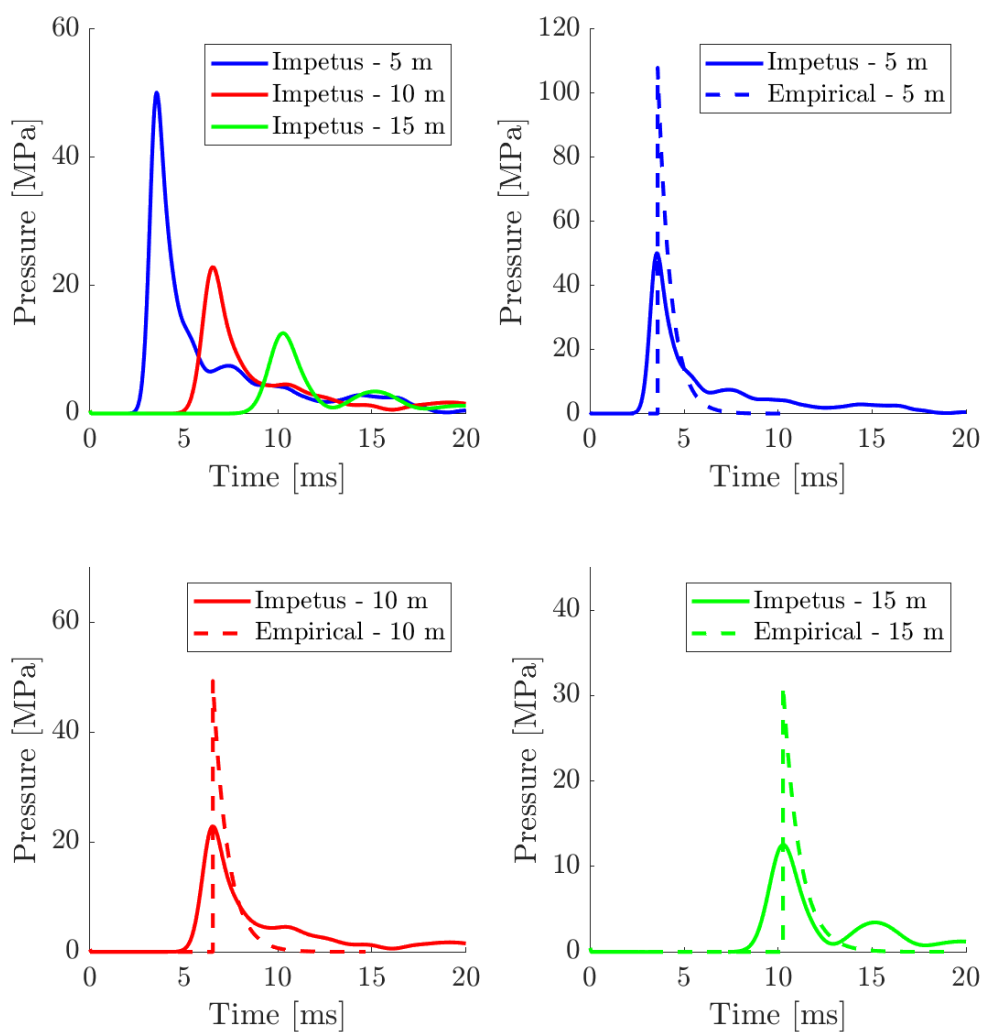 60
40
20
0
Pressure [MPa]
Impetus - 5 m
Impetus - 10 m
Impetus - 15 m
0 5 10 15 20
Time [ms]
120
100
80
60
40
20
0
Pressure [MPa]
Impetus - 5 m
Empirical - 5 m
0 5 10 15 20
Time [ms]
60
40
20
0
Pressure [MPa]
Impetus - 10 m
Empirical - 10 m
0 5 10 15 20
Time [ms]
40
30
20
10
0
Pressure [MPa]
Impetus - 15 m
Empirical - 15 m
0 5 10 15 20
Time [ms]